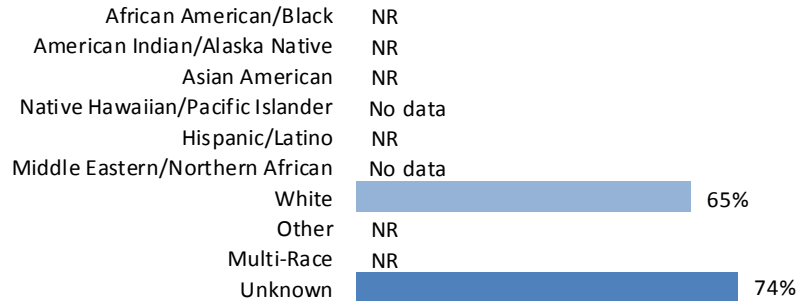 African American/Black NR
American Indian/Alaska Native NR
Asian American NR
Native Hawaiian/Pacific Islander No data
Hispanic/Latino NR
Middle Eastern/Northern African No data
White 65%
Other NR
Multi-Race NR
Unknown 74%